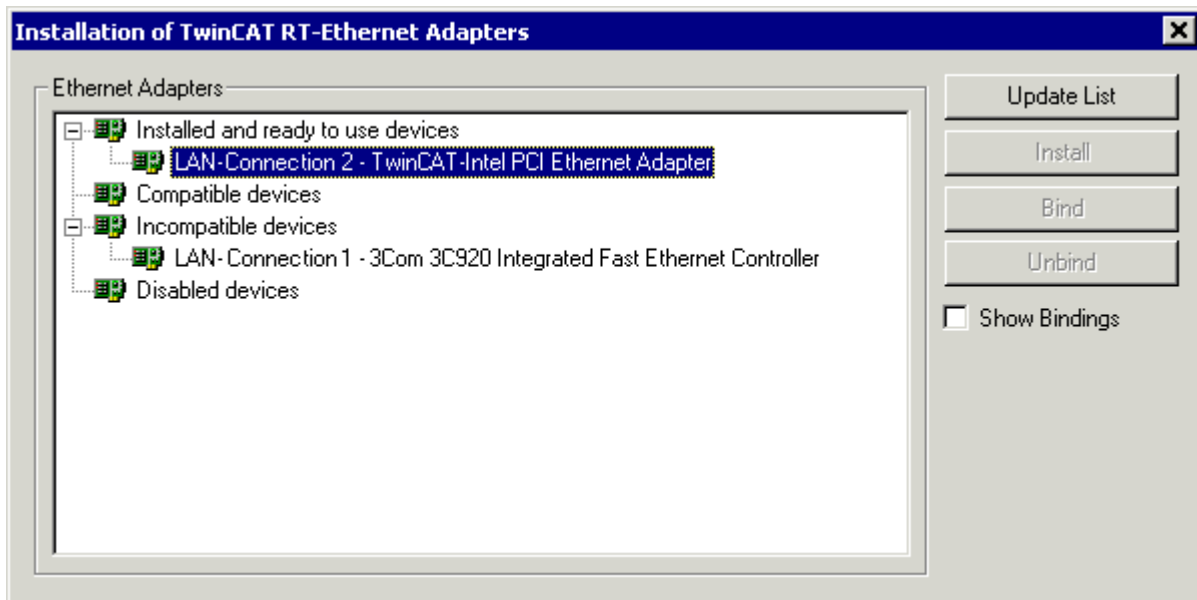 Installation of TwinCAT RT-Ethernet Adapters
Ethernet Adapters
Installed and ready to use devices
LAN-Connection 2 - TwinCAT-Intel PCI Ethernet Adapter
Compatible devices
Incompatible devices
LAN-Connection 1 - 3Com 3C920 Integrated Fast Ethernet Controller
Disabled devices
Update List
Install
Bind
Unbind
Show Bindings